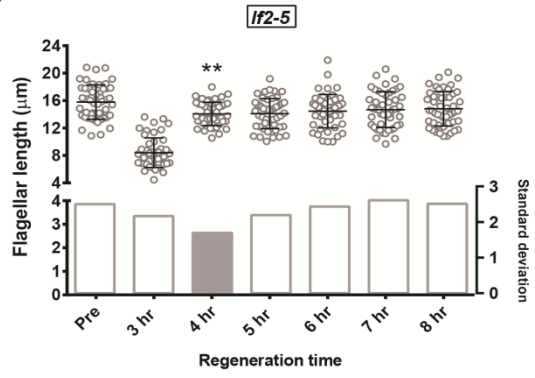 lf2-5
Flagellar length (μm)
24
20
16
12
8
4
**
4
3
2
1
0
3
2
1
0
Standard deviation
Pre
3 hr
4 hr
5 hr
6 hr
7 hr
8 hr
Regeneration time